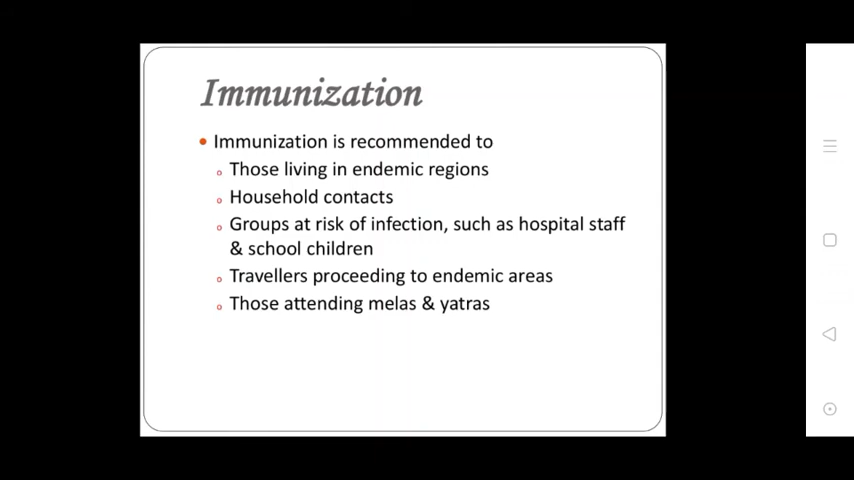 Immunization
Immunization is recommended to
Those living in endemic regions
Household contacts
Groups at risk of infection, such as hospital staff
& school children
Travellers proceeding to endemic areas
Those attending melas & yatras